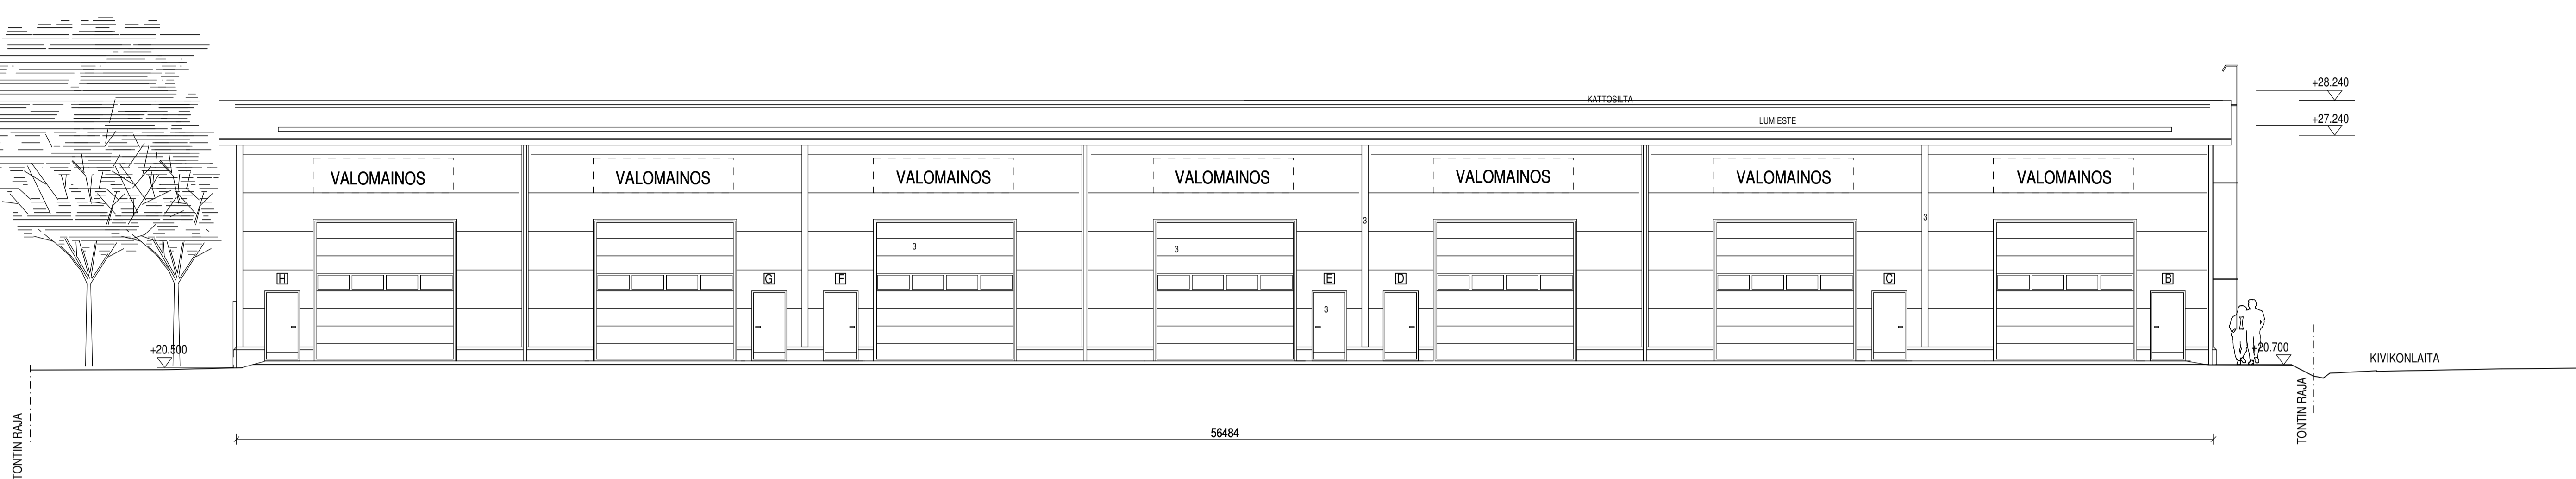 +28.240
KATTOSILTA
+27.240
LUMIESTE
VALOMAINOS VALOMAINOS VALOMAINOS VALOMAINOS VALOMAINOS VALOMAINOS VALOMAINOS
3 3
3 3
H G F E D C B
3
+20.500 +20.700
KIVIKONLAITA
TONTIN RAJA TONTIN RAJA
56484